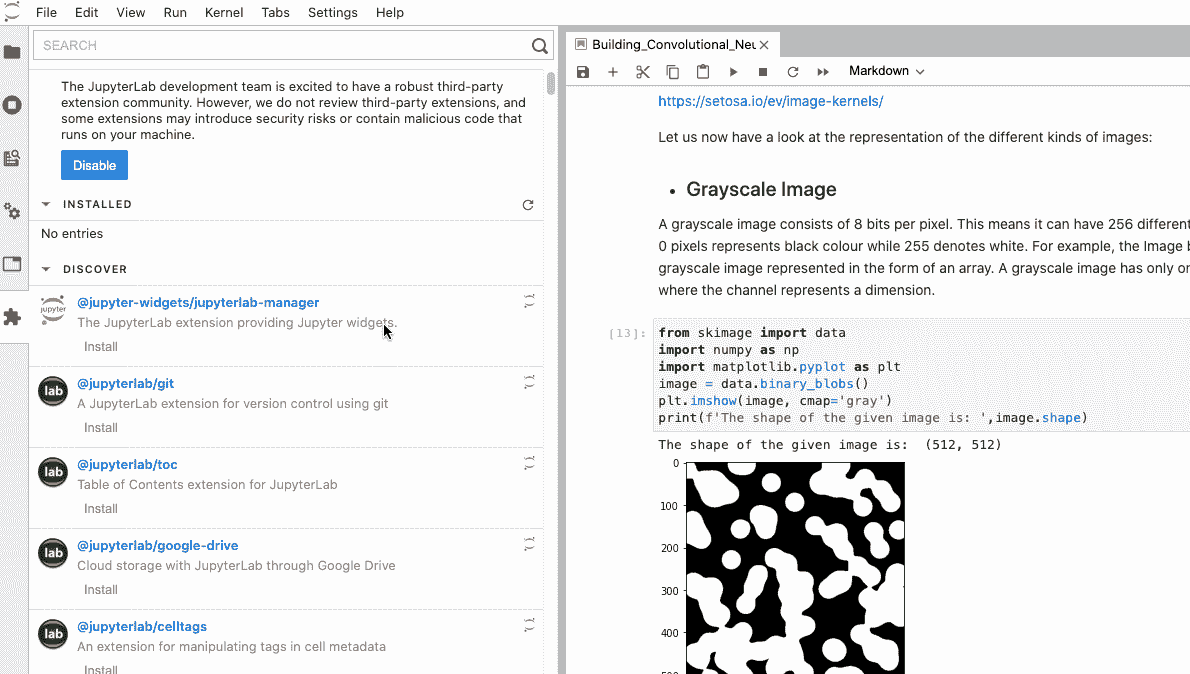 File Edit View Run Kernel Tabs Settings Help
SEARCH
The JupyterLab development team is excited to have a robust third-party
extension community. However, we do not review third-party extensions, and
some extensions may introduce security risks or contain malicious code that
runs on your machine.
Disable
INSTALLED
No entries
DISCOVER
jupyter
@jupyter-widgets/jupyterlab-manager
The JupyterLab extension providing Jupyter widgets.
Install
lab
@jupyterlab/git
A JupyterLab extension for version control using git
Install
lab
@jupyterlab/toc
Table of Contents extension for JupyterLab
Install
lab
@jupyterlab/google-drive
Cloud storage with JupyterLab through Google Drive
Install
lab
@jupyterlab/celltags
An extension for manipulating tags in cell metadata
Install
Building_Convolutional_Neu
Markdown
https://setosa.io/ev/image-kernels/
Let us now have a look at the representation of the different kinds of images:
• Grayscale Image
A grayscale image consists of 8 bits per pixel. This means it can have 256 different
0 pixels represents black colour while 255 denotes white. For example, the Image b
grayscale image represented in the form of an array. A grayscale image has only on
where the channel represents a dimension.
[13]:
from skimage import data
import numpy as np
import matplotlib.pyplot as plt
image = data.binary_blobs()
plt.imshow(image, cmap='gray')
print(f'The shape of the given image is: ',image.shape)
The shape of the given image is:  (512, 512)
0
100
200
300
400